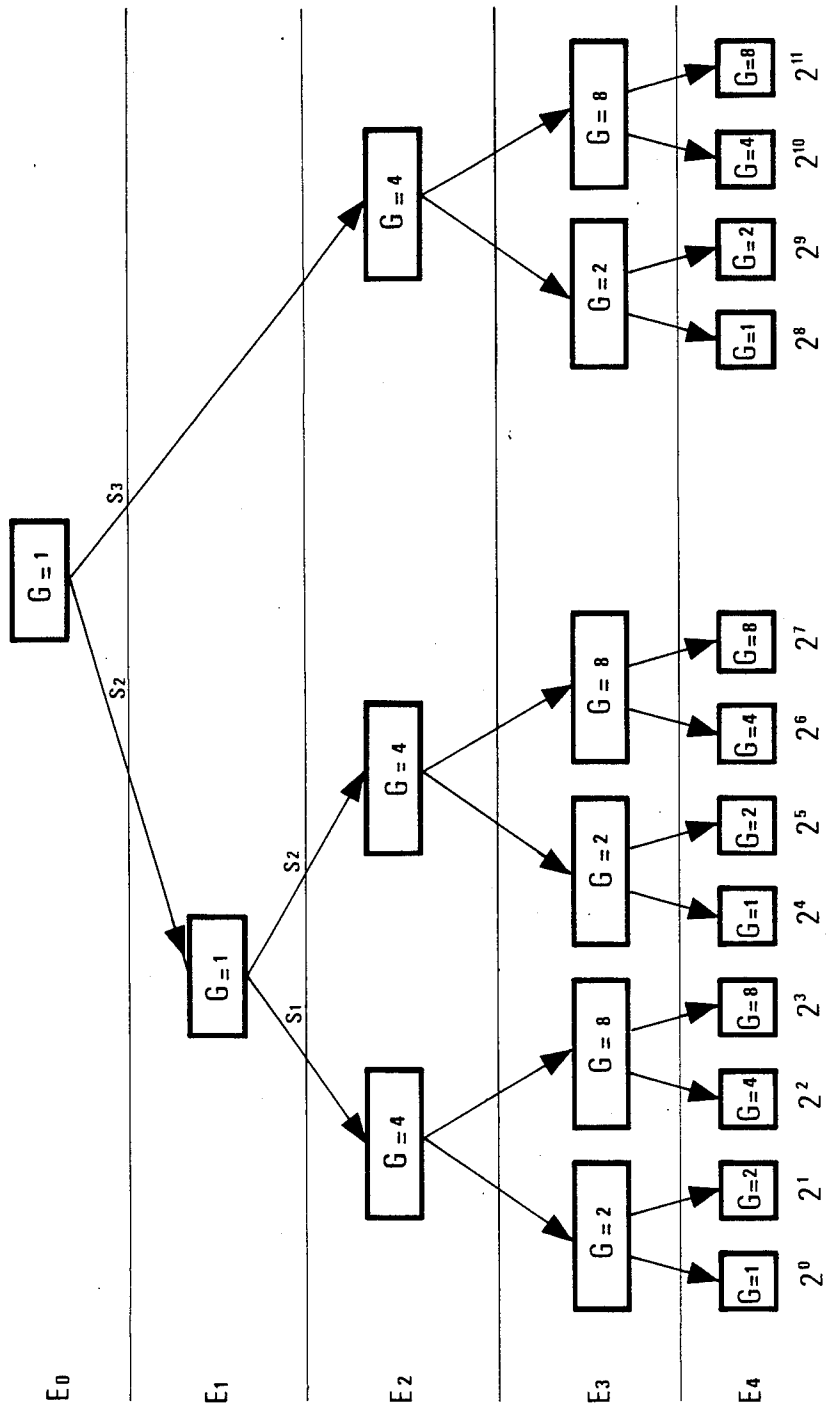 E0
G = 1
S2
S3
E1
G = 1
S1
S2
E2
G = 4
G = 4
G = 4
E3
G = 2
G = 8
G = 2
G = 8
G = 2
G = 8
E4
G=1
G=2
G=4
G=8
G=1
G=2
G=4
G=8
G=1
G=2
G=4
G=8
2⁰
2¹
2²
2³
2⁴
2⁵
2⁶
2⁷
2⁸
2⁹
2¹⁰
2¹¹